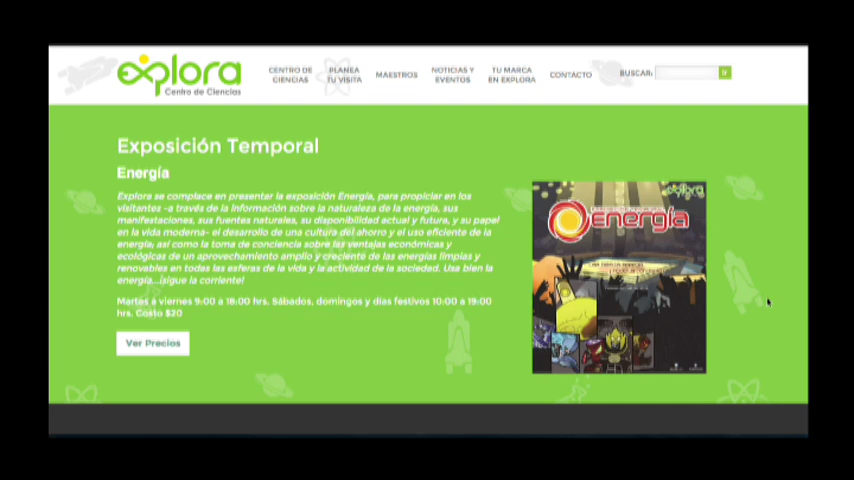 explora
Centro de Ciencias
CENTRO DE
CIENCIAS
PLANEA
TU VISITA
MAESTROS
NOTICIAS Y
EVENTOS
TU MARCA
EN EXPLORA
CONTACTO
BUSCAR:
Exposición Temporal
Energía
Explora se complace en presentar la exposición Energía, para propiciar en los
visitantes -a través de la información sobre la naturaleza de la energía, sus
manifestaciones, sus fuentes naturales, su disponibilidad actual y futura, y su papel
en la vida moderna- el desarrollo de una cultura del ahorro y el uso eficiente de la
energía; así como la toma de conciencia sobre las ventajas económicas y
ecológicas de un aprovechamiento amplio y creciente de las energías limpias y
renovables en todas las esferas de la vida y la actividad de la sociedad. Usa bien la
energía...¡sigue la corriente!
Martes a viernes 9:00 a 18:00 hrs. Sábados, domingos y días festivos 10:00 a 19:00
hrs. Costo $20
Ver Precios
explora
energía